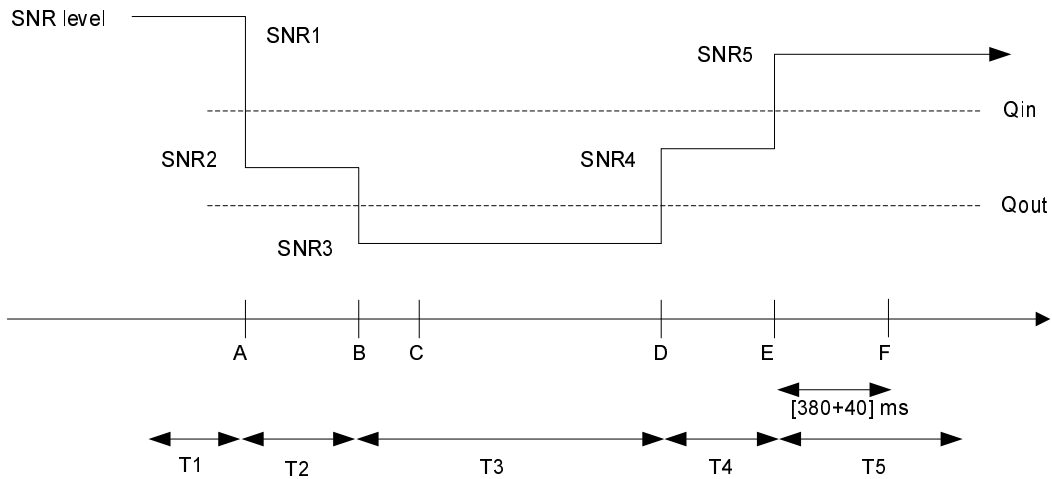 SNR level
SNR1
SNR5
Qin
SNR2
SNR4
Qout
SNR3
A B C D E F
[380+40] ms
T1 T2 T3 T4 T5